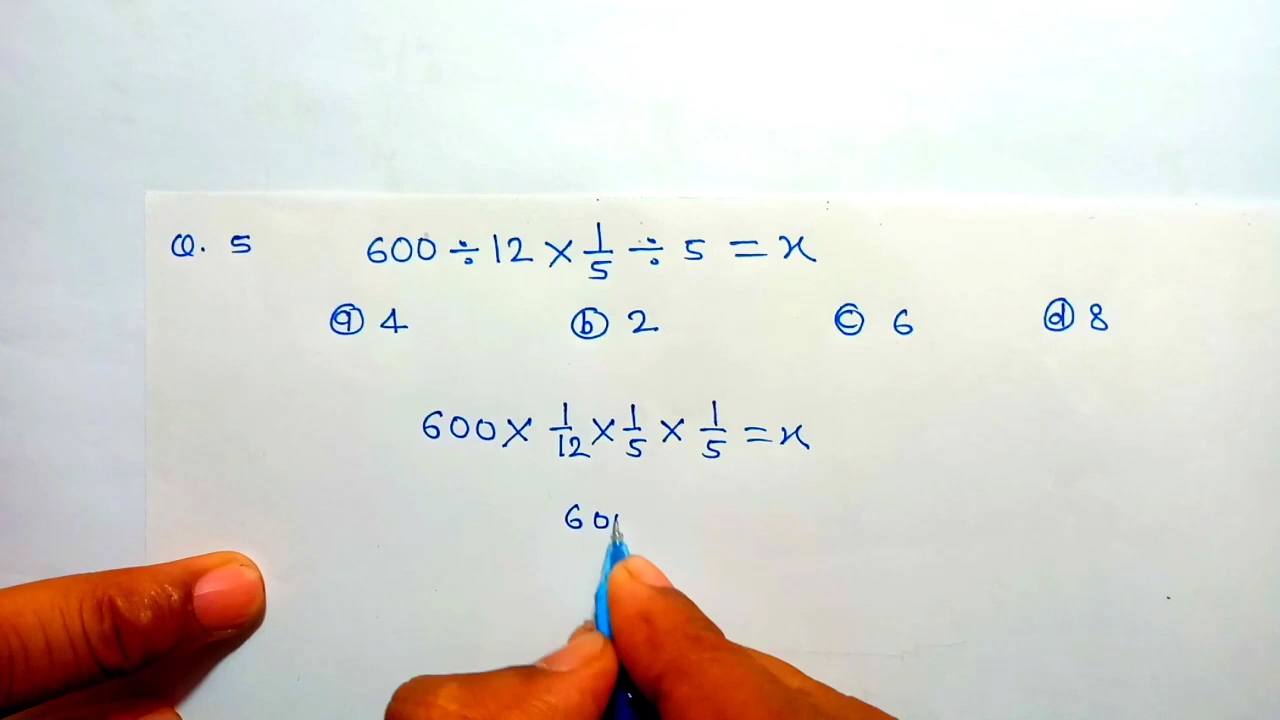 Q. 5 600 ÷ 12 × 1/5 ÷ 5 = x
ⓐ 4 ⓑ 2 ⓒ 6 ⓓ 8
600 × 1/12 × 1/5 × 1/5 = x
60